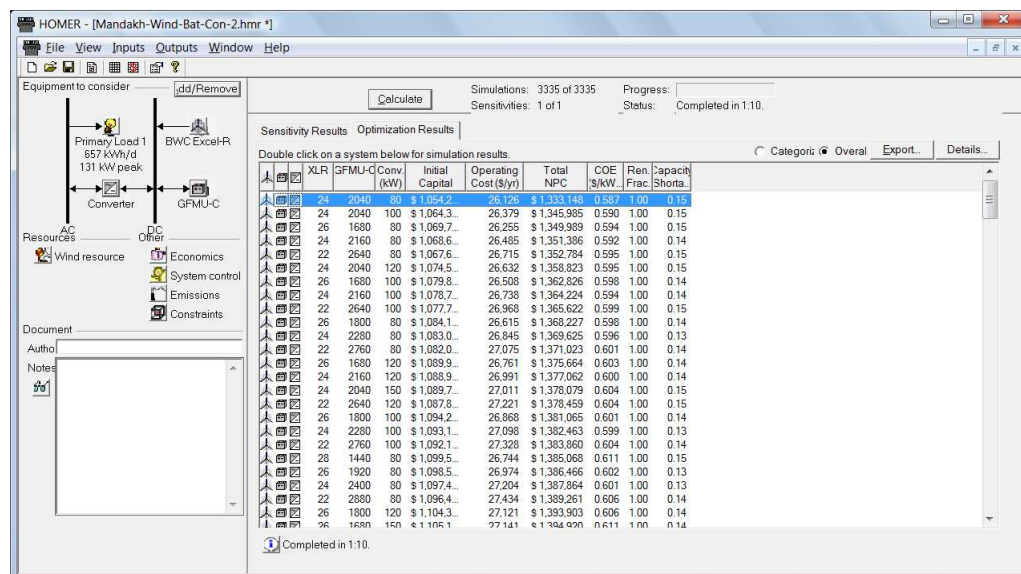 HOMER - [Mandakh-Wind-Bat-Con-2.hmr *]
File View Inputs Outputs Window Help
Equipment to consider
dd/Remove
Primary Load 1
657 kWh/d
131 kW peak
BWC Excel-R
Converter
GFMU-C
AC
DC
Resources
Other
Wind resource
Economics
System control
Emissions
Constraints
Document
Autho
Notes
Calculate
Simulations: 3335 of 3335
Progress:
Sensitivities: 1 of 1
Status: Completed in 1:10.
Sensitivity Results
Optimization Results
Double click on a system below for simulation results.
Categori:
Overal
Export...
Details...
XLR GFMU-C Conv. (kW) Initial Capital Operating Cost ($/yr) Total NPC COE ($/kW... Ren. Frac. Capacity Shorta...
24 2040 80 $ 1,054,2... 26,126 $ 1,333,148 0.587 1.00 0.15
24 2040 100 $ 1,064,3... 26,379 $ 1,345,985 0.590 1.00 0.15
26 1680 80 $ 1,069,7... 26,255 $ 1,349,989 0.594 1.00 0.15
24 2160 80 $ 1,068,6... 26,485 $ 1,351,386 0.592 1.00 0.14
22 2640 80 $ 1,067,6... 26,715 $ 1,352,784 0.595 1.00 0.15
24 2040 120 $ 1,074,5... 26,632 $ 1,358,823 0.595 1.00 0.15
26 1680 100 $ 1,079,8... 26,508 $ 1,362,826 0.598 1.00 0.14
24 2160 100 $ 1,078,7... 26,738 $ 1,364,224 0.594 1.00 0.14
22 2640 100 $ 1,077,7... 26,968 $ 1,365,622 0.599 1.00 0.15
26 1800 80 $ 1,084,1... 26,615 $ 1,368,227 0.598 1.00 0.14
24 2280 80 $ 1,083,0... 26,845 $ 1,369,625 0.596 1.00 0.13
22 2760 80 $ 1,082,0... 27,075 $ 1,371,023 0.601 1.00 0.14
26 1680 120 $ 1,089,9... 26,761 $ 1,375,664 0.603 1.00 0.14
24 2160 120 $ 1,088,9... 26,991 $ 1,377,062 0.600 1.00 0.14
24 2040 150 $ 1,089,7... 27,011 $ 1,378,079 0.604 1.00 0.15
22 2640 120 $ 1,087,8... 27,221 $ 1,378,459 0.604 1.00 0.15
26 1800 100 $ 1,094,2... 26,868 $ 1,381,065 0.601 1.00 0.14
24 2280 100 $ 1,093,1... 27,098 $ 1,382,463 0.599 1.00 0.13
22 2760 100 $ 1,092,1... 27,328 $ 1,383,860 0.604 1.00 0.14
28 1440 80 $ 1,099,5... 26,744 $ 1,385,068 0.611 1.00 0.15
26 1920 80 $ 1,098,5... 26,974 $ 1,386,466 0.602 1.00 0.13
24 2400 80 $ 1,097,4... 27,204 $ 1,387,864 0.601 1.00 0.13
22 2880 80 $ 1,096,4... 27,434 $ 1,389,261 0.606 1.00 0.14
26 1800 120 $ 1,104,3... 27,121 $ 1,393,903 0.606 1.00 0.14
26 1680 150 $ 1,105,1... 27,141 $ 1,394,920 0.611 1.00 0.14
Completed in 1:10.